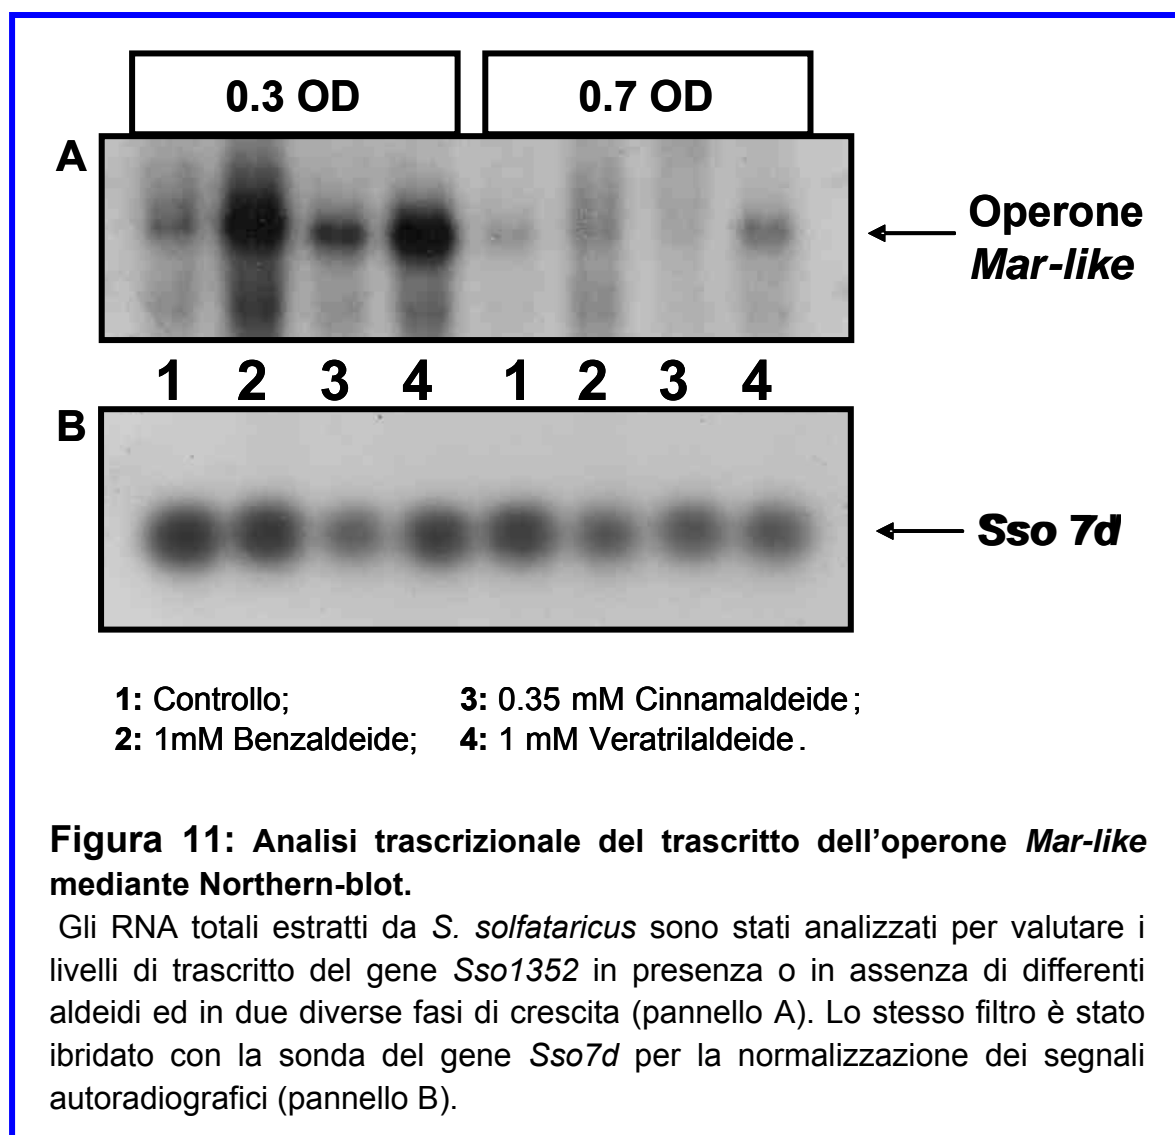 0.3 OD 0.7 OD
A
Operone
Mar-like
1 2 3 4 1 2 3 4
B
Sso 7d
1: Controllo; 3: 0.35 mM Cinnamaldeide;
2: 1mM Benzaldeide; 4: 1 mM Veratrilaldeide.
Figura 11: Analisi trascrizionale del trascritto dell’operone Mar-like
mediante Northern-blot.
Gli RNA totali estratti da S. solfataricus sono stati analizzati per valutare i
livelli di trascritto del gene Sso1352 in presenza o in assenza di differenti
aldeidi ed in due diverse fasi di crescita (pannello A). Lo stesso filtro è stato
ibridato con la sonda del gene Sso7d per la normalizzazione dei segnali
autoradiografici (pannello B).